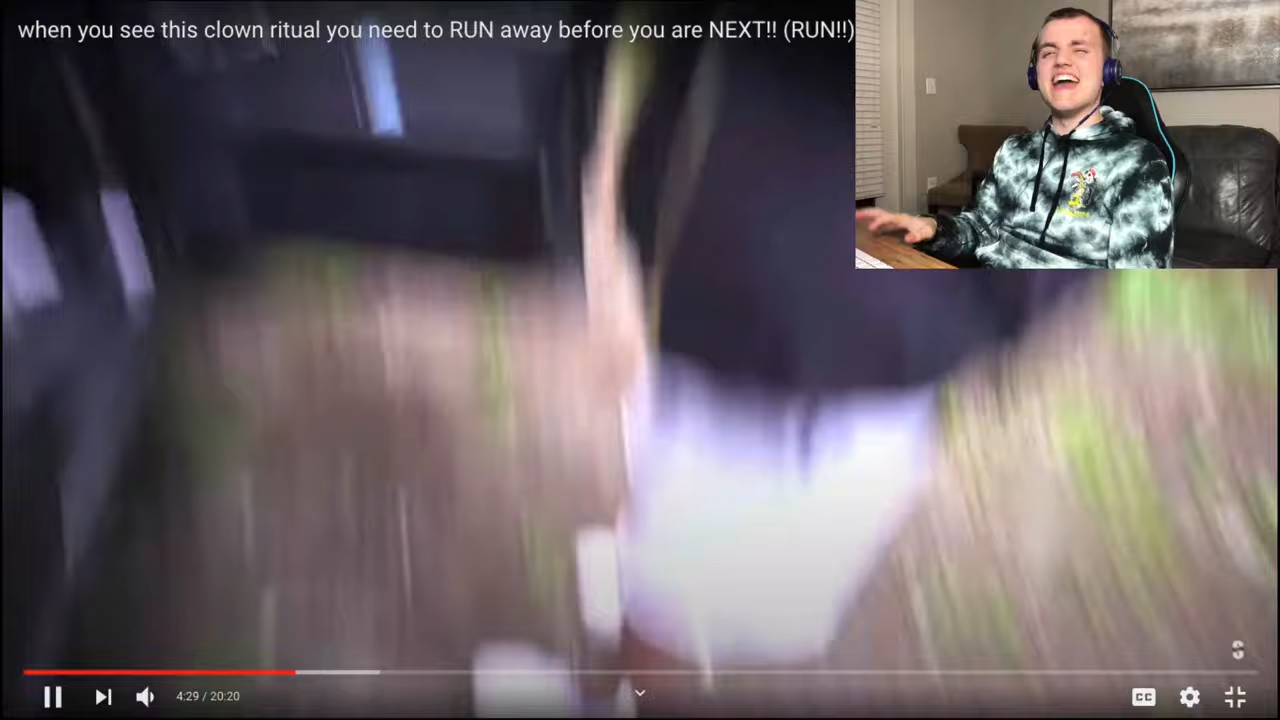 when you see this clown ritual you need to RUN away before you are NEXT!! (RUN!!)
4:29 / 20:20
CC